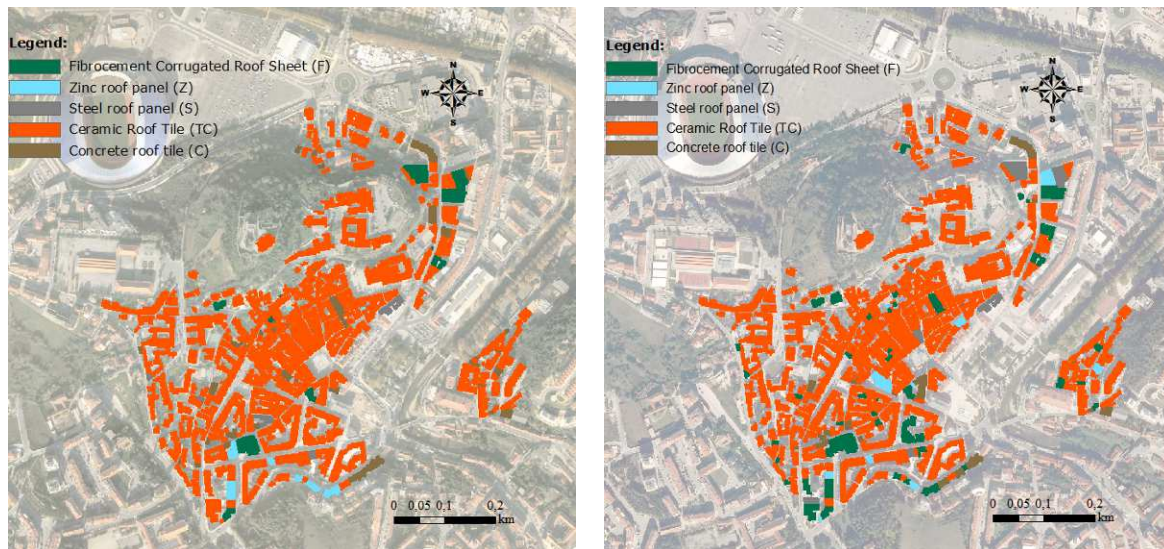 Legend:
Fibrocement Corrugated Roof Sheet (F)
Zinc roof panel (Z)
Steel roof panel (S)
Ceramic Roof Tile (TC)
Concrete roof tile (C)
N
W E
S
0 0,05 0,1 0,2
km
Legend:
Fibrocement Corrugated Roof Sheet (F)
Zinc roof panel (Z)
Steel roof panel (S)
Ceramic Roof Tile (TC)
Concrete roof tile (C)
N
W E
S
0 0,05 0,1 0,2
km